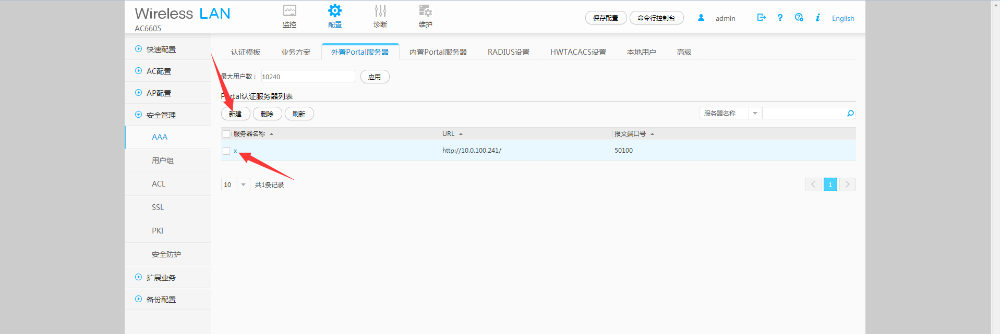 Wireless LAN
AC6605
监控
配置
诊断
维护
保存配置
命令行控制台
admin
English
快速配置
AC配置
AP配置
安全管理
AAA
用户组
ACL
SSL
PKI
安全防护
扩展业务
备份配置
认证模板
业务方案
外置Portal服务器
内置Portal服务器
RADIUS设置
HWTACACS设置
本地用户
高级
最大用户数： 10240 应用
Portal认证服务器列表
新建 删除 刷新
服务器名称
服务器名称 URL 报文端口号
x http://10.0.100.241/ 50100
10 共1条记录
1